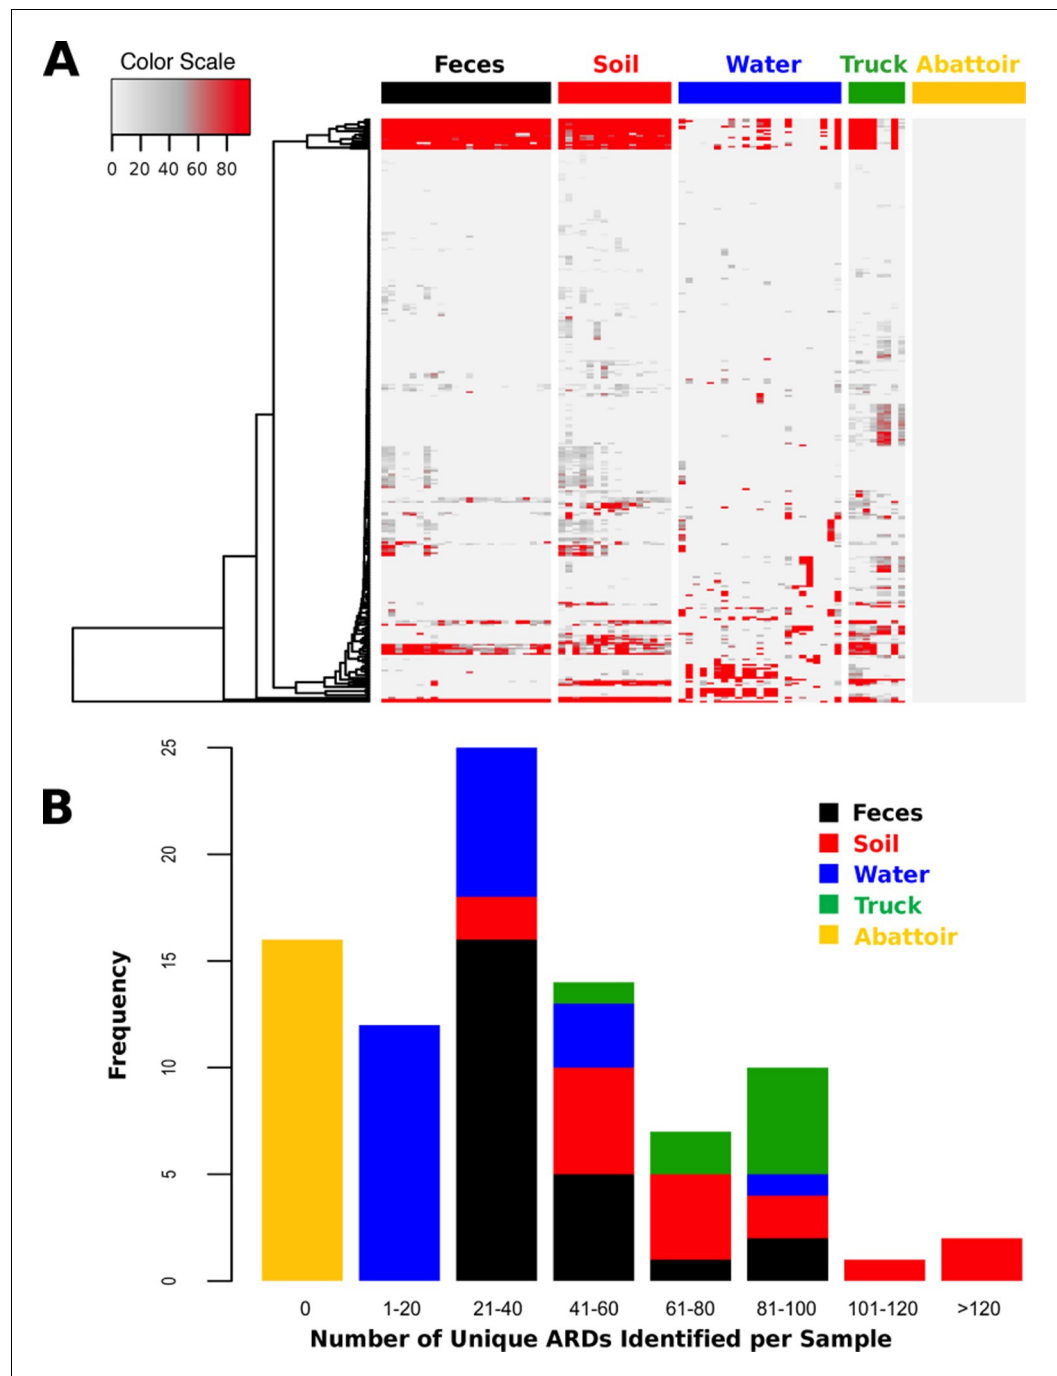 A
Color Scale
0 20 40 60 80
Feces Soil Water Truck Abattoir
B
Frequency
25
20
15
10
5
0
Feces
Soil
Water
Truck
Abattoir
0 1-20 21-40 41-60 61-80 81-100 101-120 >120
Number of Unique ARDs Identified per Sample